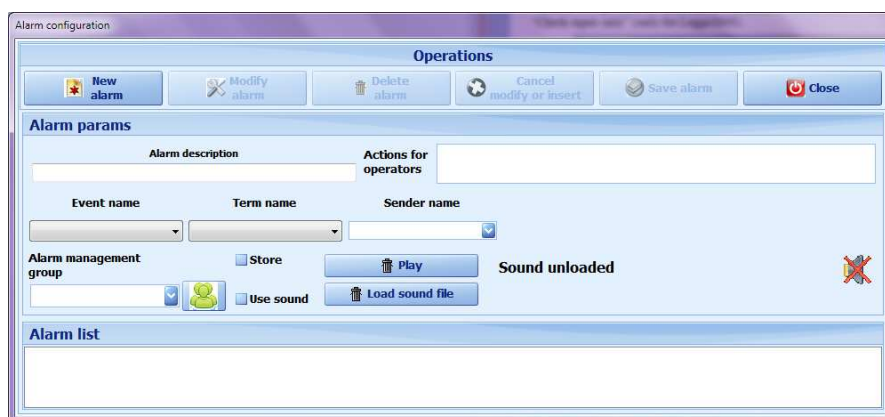 Alarm configuration
Operations
New alarm
Modify alarm
Delete alarm
Cancel modify or insert
Save alarm
Close
Alarm params
Alarm description
Actions for operators
Event name
Term name
Sender name
Alarm management group
Store
Use sound
Play
Load sound file
Sound unloaded
Alarm list